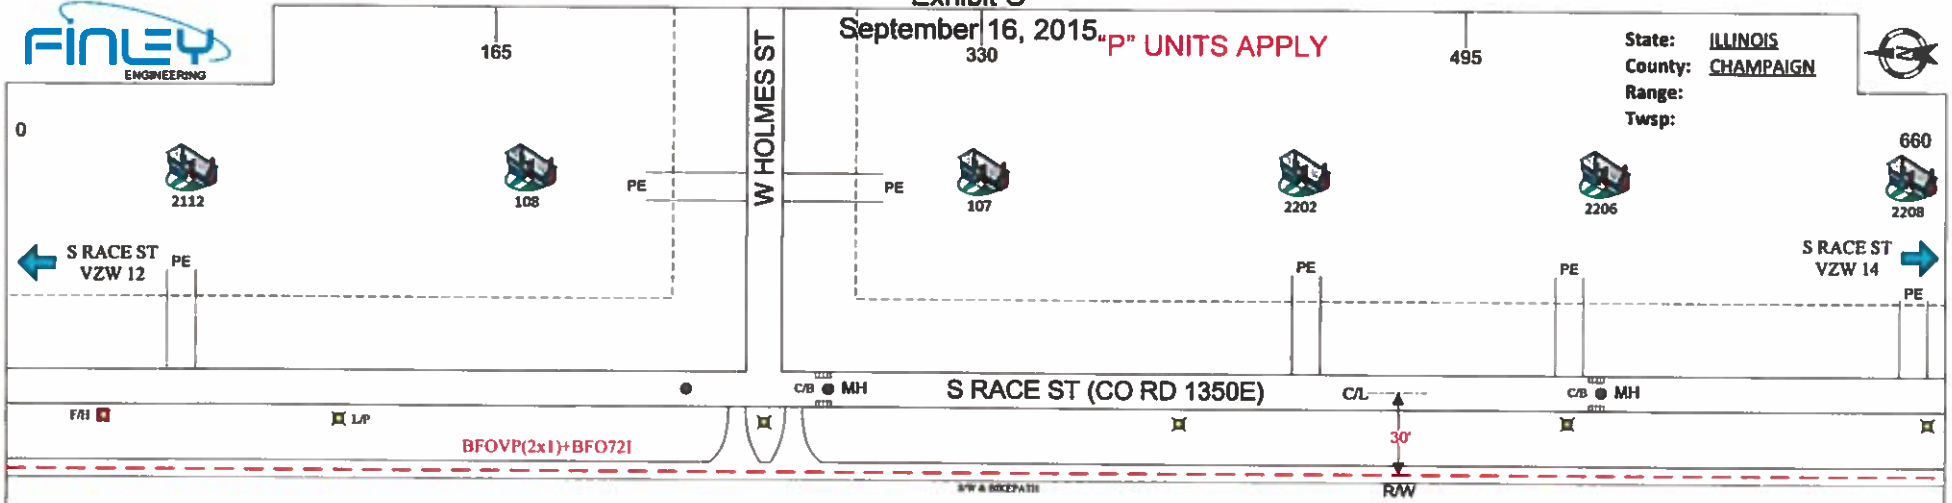 Exhibit C
FINLEY
ENGINEERING
September 16, 2015
"P" UNITS APPLY
165
330
495
State: ILLINOIS
County: CHAMPAIGN
Range:
Twsp:
N
0
660
W HOLMES ST
2112
108
PE
PE
107
2202
2206
2208
S RACE ST
VZW 12
PE
PE
PE
S RACE ST
VZW 14
PE
C/B MH
S RACE ST (CO RD 1350E)
C/L
C/B MH
F/H
L/P
BFOVP(2x1)+BFO72I
30'
S/W & BIKEPATH
R/W